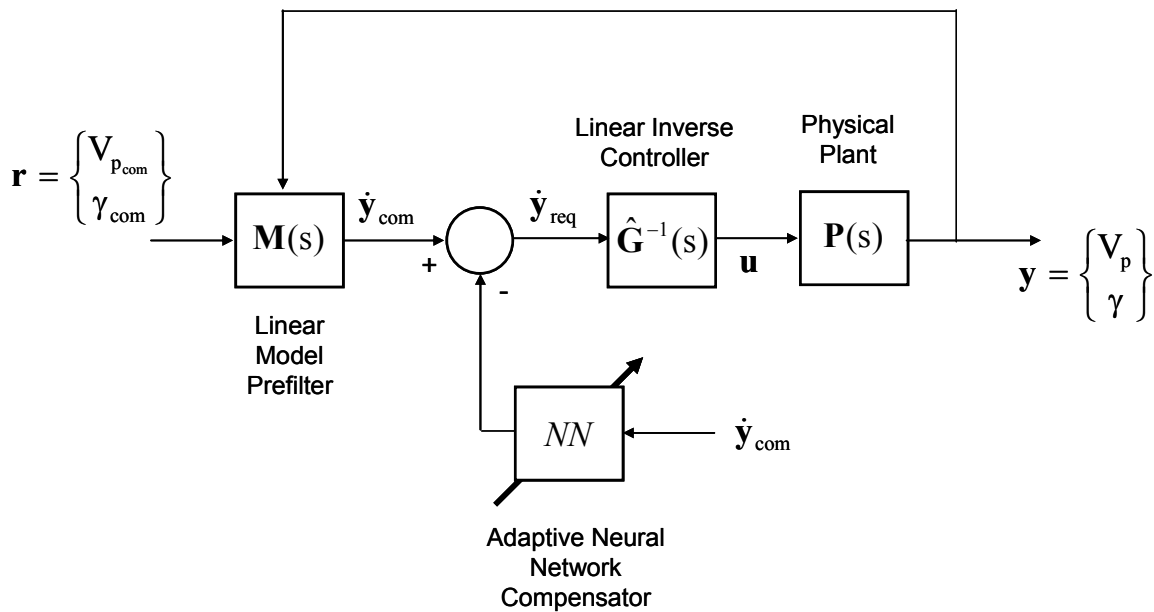 Linear Inverse
Controller
Physical
Plant
r = {V_p_com
γ_com}
M(s)
ẏ_com
+
-
ẏ_req
Ĝ⁻¹(s)
u
P(s)
y = {V_p
γ}
Linear
Model
Prefilter
NN
ẏ_com
Adaptive Neural
Network
Compensator